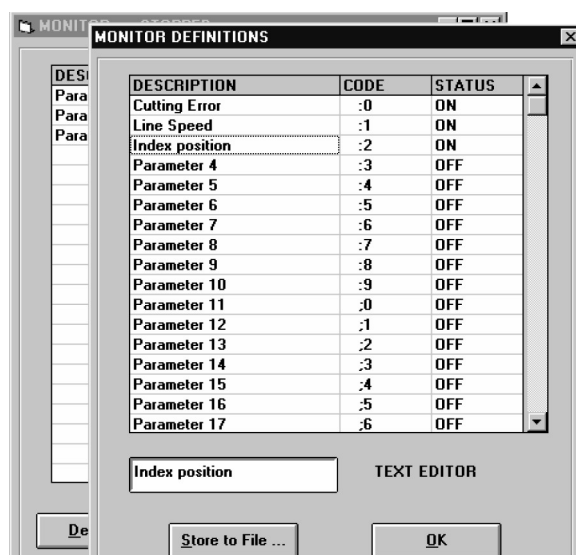 MONITOR
MONITOR DEFINITIONS
DES
Para
Para
Para
DESCRIPTION CODE STATUS
Cutting Error :0 ON
Line Speed :1 ON
Index position :2 ON
Parameter 4 :3 OFF
Parameter 5 :4 OFF
Parameter 6 :5 OFF
Parameter 7 :6 OFF
Parameter 8 :7 OFF
Parameter 9 :8 OFF
Parameter 10 :9 OFF
Parameter 11 ;0 OFF
Parameter 12 ;1 OFF
Parameter 13 ;2 OFF
Parameter 14 ;3 OFF
Parameter 15 ;4 OFF
Parameter 16 ;5 OFF
Parameter 17 ;6 OFF
Index position TEXT EDITOR
De
Store to File ... OK